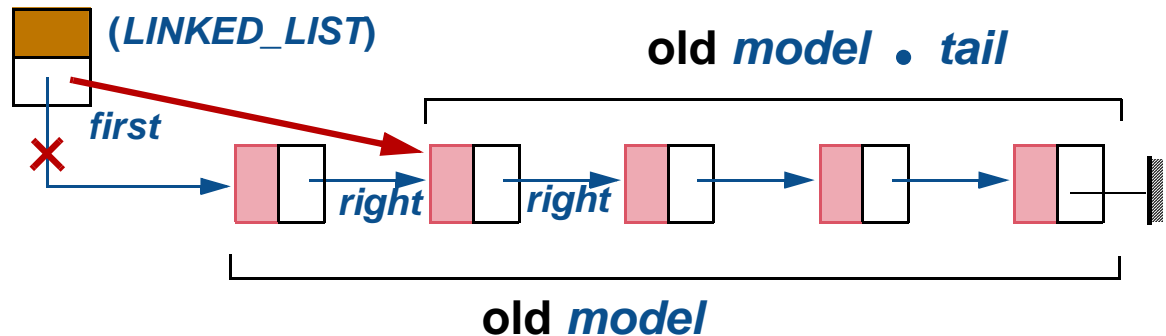 (LINKED_LIST)
old model • tail
first
right
right
old model